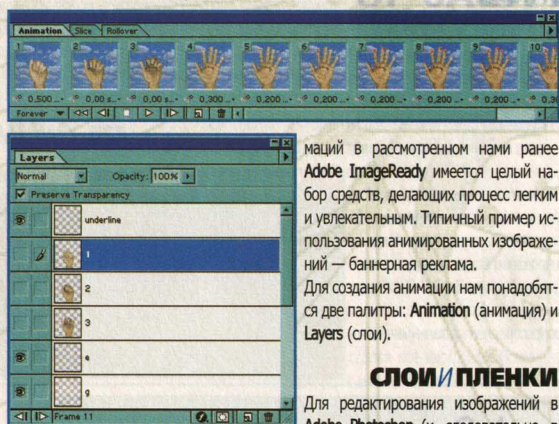 Animation Slice Rollover
1 2 3 4 5 6 7 8 9 10
0,500 .. 0,00 s.. 0,00 s.. 0,300 .. 0,200 .. 0,200 .. 0,200 .. 0,200 .. 0,200 .. 0,3
Forever
Layers
Normal Opacity: 100%
Preserve Transparency
underline
1
2
3
e
g
Frame 11
маций в рассмотренном нами ранее
Adobe ImageReady имеется целый на-
бор средств, делающих процесс легким
и увлекательным. Типичный пример ис-
пользования анимированных изображе-
ний — баннерная реклама.
Для создания анимации нам понадобят-
ся две палитры: Animation (анимация) и
Layers (слои).
СЛОИ И ПЛЕНКИ
Для редактирования изображений в
Adobe Photoshop (и, следовательно, в